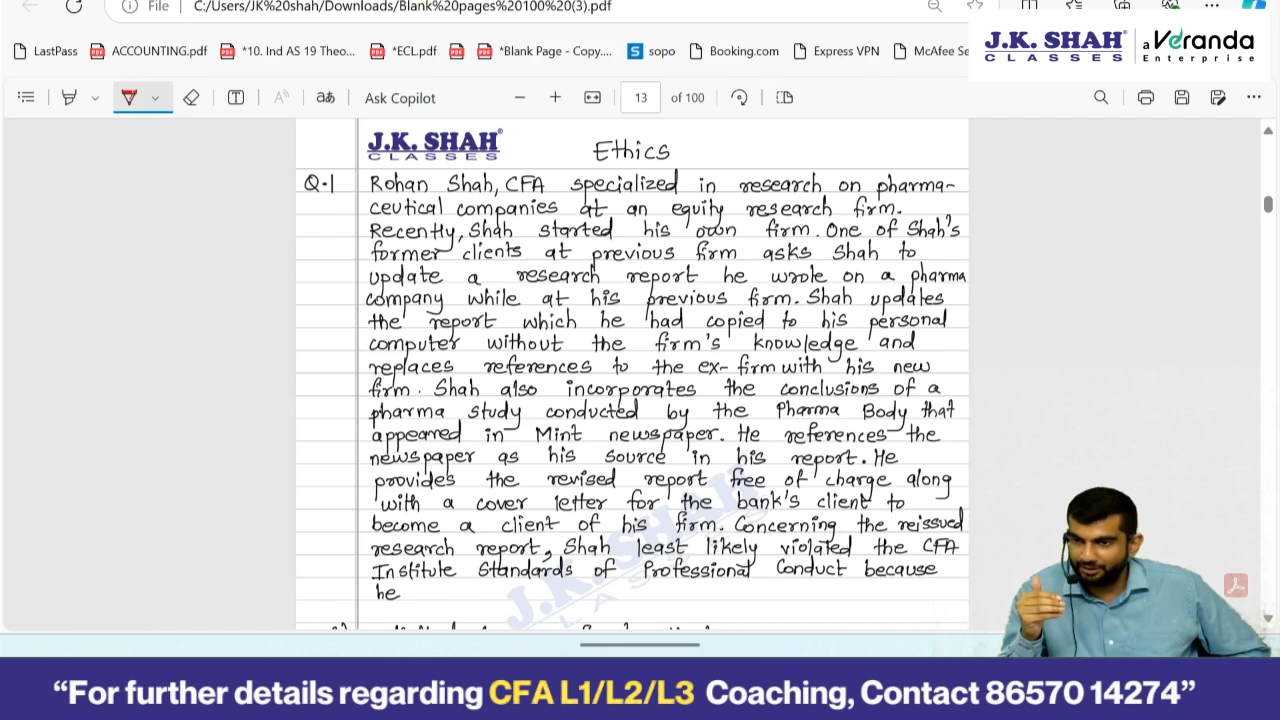 File C:/Users/JK%20shah/Downloads/Blank%20pages%20100%20(3).pdf
LastPass ACCOUNTING.pdf *10. Ind AS 19 Theo... *ECL.pdf *Blank Page - Copy.... sopo Booking.com Express VPN McAfee Se
J.K. SHAH CLASSES a Veranda Enterprise
Ask Copilot 13 of 100
J.K. SHAH
CLASSES
Ethics
Q.1 Rohan Shah, CFA specialized in research on pharma-
ceutical companies at an equity research firm.
Recently, Shah started his own firm. One of Shah's
former clients at previous firm asks Shah to
update a research report he wrote on a pharma
company while at his previous firm. Shah updates
the report which he had copied to his personal
computer without the firm's knowledge and
replaces references to the ex-firm with his new
firm. Shah also incorporates the conclusions of a
pharma study conducted by the Pharma Body that
appeared in Mint newspaper. He references the
newspaper as his source in his report. He
provides the revised report free of charge along
with a cover letter for the bank's client to
become a client of his firm. Concerning the reissued
research report, Shah least likely violated the CFA
Institute Standards of Professional Conduct because
he
J.K. SHAH
“For further details regarding CFA L1/L2/L3 Coaching, Contact 86570 14274”